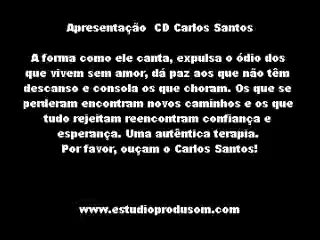 Apresentação CD Carlos Santos
A forma como ele canta, expulsa o ódio dos
que vivem sem amor, dá paz aos que não têm
descanso e consola os que choram. Os que se
perderam encontram novos caminhos e os que
tudo rejeitam reencontram confiança e
esperança. Uma autêntica terapia.
Por favor, ouçam o Carlos Santos!
www.estudioprodusom.com